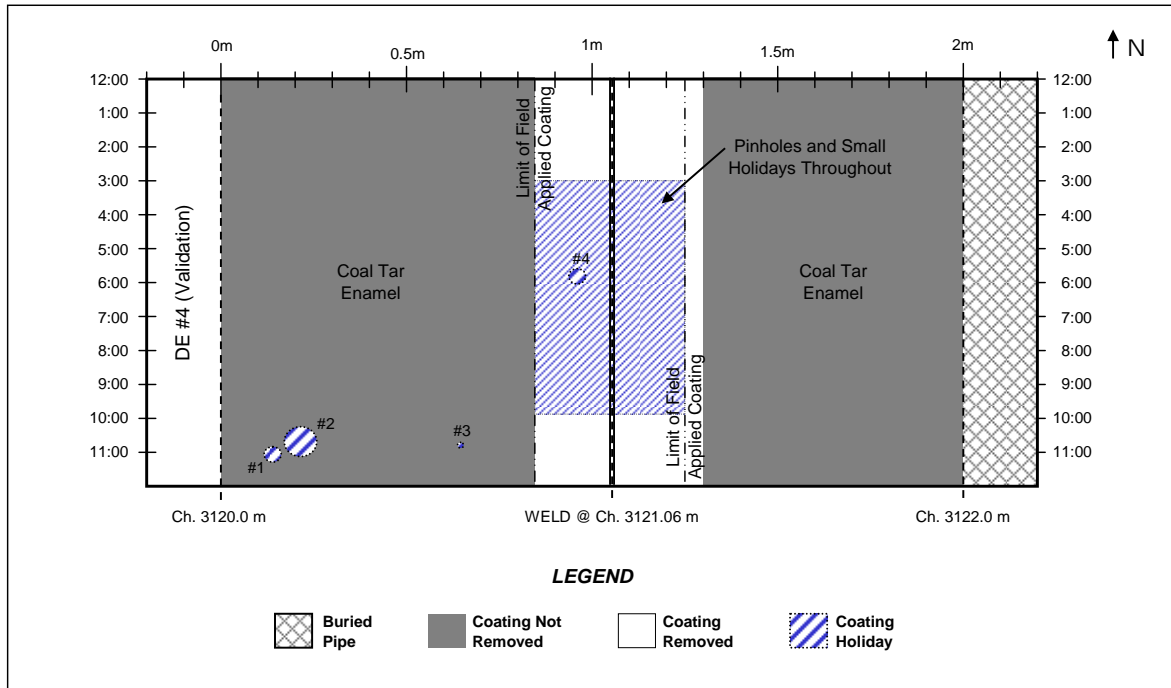 0m
0.5m
1m
1.5m
2m
N
12:00
1:00
2:00
3:00
4:00
5:00
6:00
7:00
8:00
9:00
10:00
11:00
DE #4 (Validation)
Coal Tar
Enamel
#1
#2
#3
Limit of Field
Applied Coating
#4
Pinholes and Small
Holidays Throughout
Limit of Field
Applied Coating
Coal Tar
Enamel
12:00
1:00
2:00
3:00
4:00
5:00
6:00
7:00
8:00
9:00
10:00
11:00
Ch. 3120.0 m
WELD @ Ch. 3121.06 m
Ch. 3122.0 m
LEGEND
Buried
Pipe
Coating Not
Removed
Coating
Removed
Coating
Holiday